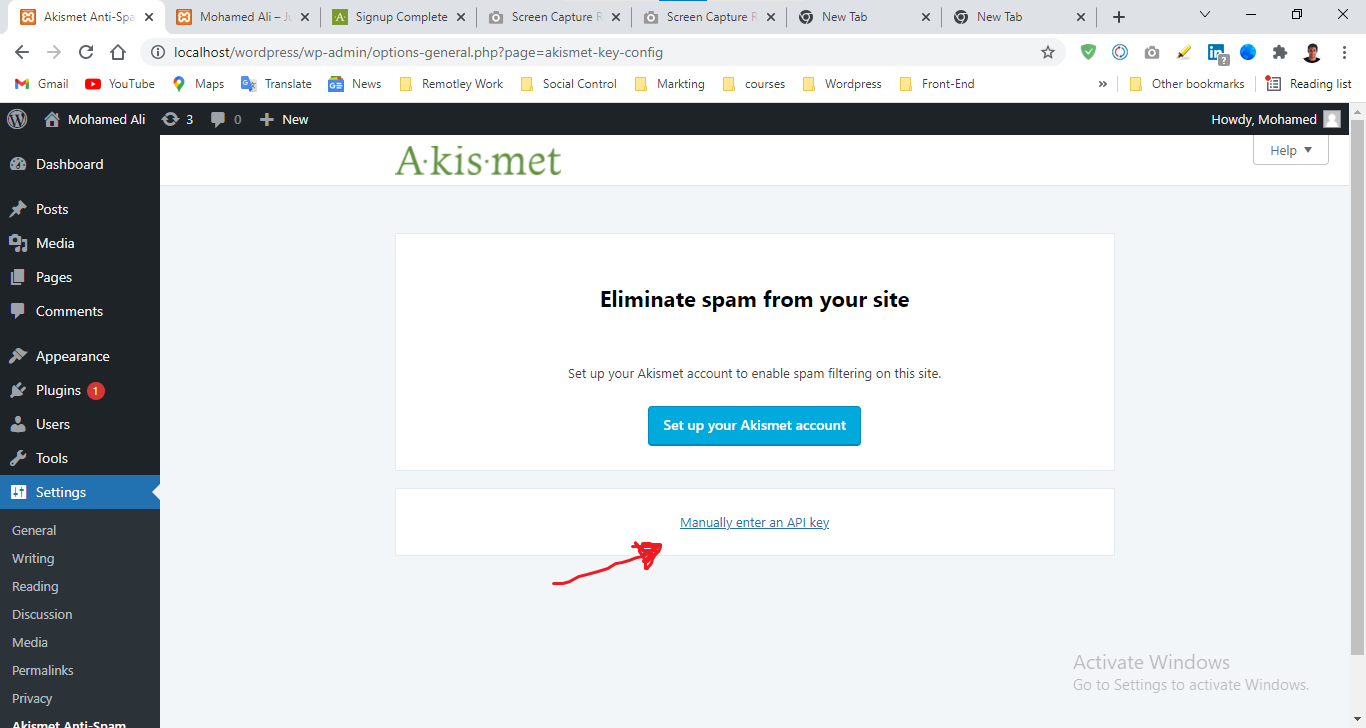 Akismet Anti-Spa
Mohamed Ali – Ju
Signup Complete
Screen Capture R
Screen Capture R
New Tab
New Tab
localhost/wordpress/wp-admin/options-general.php?page=akismet-key-config
Gmail
YouTube
Maps
Translate
News
Remotley Work
Social Control
Markting
courses
Wordpress
Front-End
»
Other bookmarks
Reading list
Mohamed Ali
3
0
New
Howdy, Mohamed
A·kis·met
Help
Dashboard
Posts
Media
Pages
Comments
Appearance
Plugins 1
Users
Tools
Settings
General
Writing
Reading
Discussion
Media
Permalinks
Privacy
Akismet Anti-Spam
Eliminate spam from your site
Set up your Akismet account to enable spam filtering on this site.
Set up your Akismet account
Manually enter an API key
Activate Windows
Go to Settings to activate Windows.